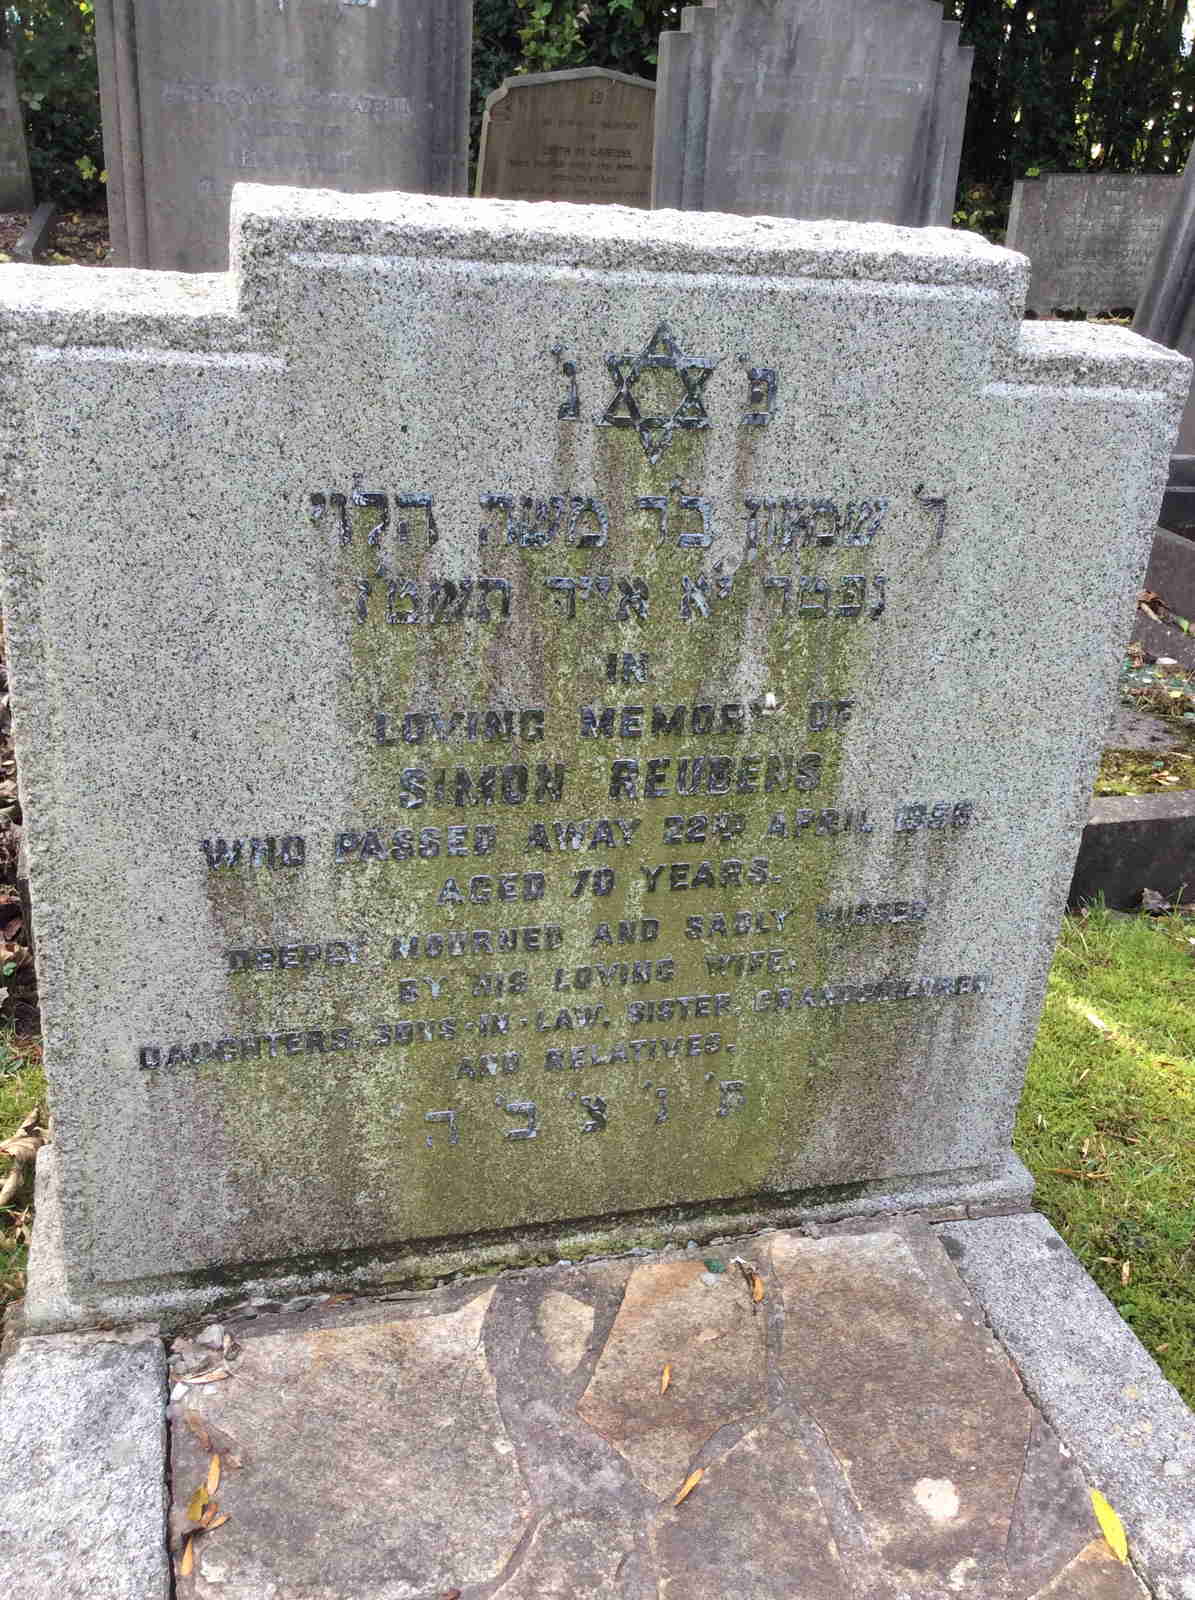 פ׳ נ׳
ר׳ שמעון ב׳ר משה הלוי
נפטר י׳א אייר תשט׳ז
IN
LOVING MEMORY OF
SIMON REUBENS
WHO PASSED AWAY 22ND APRIL 1956
AGED 70 YEARS.
DEEPLY MOURNED AND SADLY MISSED
BY HIS LOVING WIFE,
DAUGHTERS, SONS-IN-LAW, SISTER, GRANDCHILDREN
AND RELATIVES.
ת׳ נ׳ צ׳ ב׳ ה׳